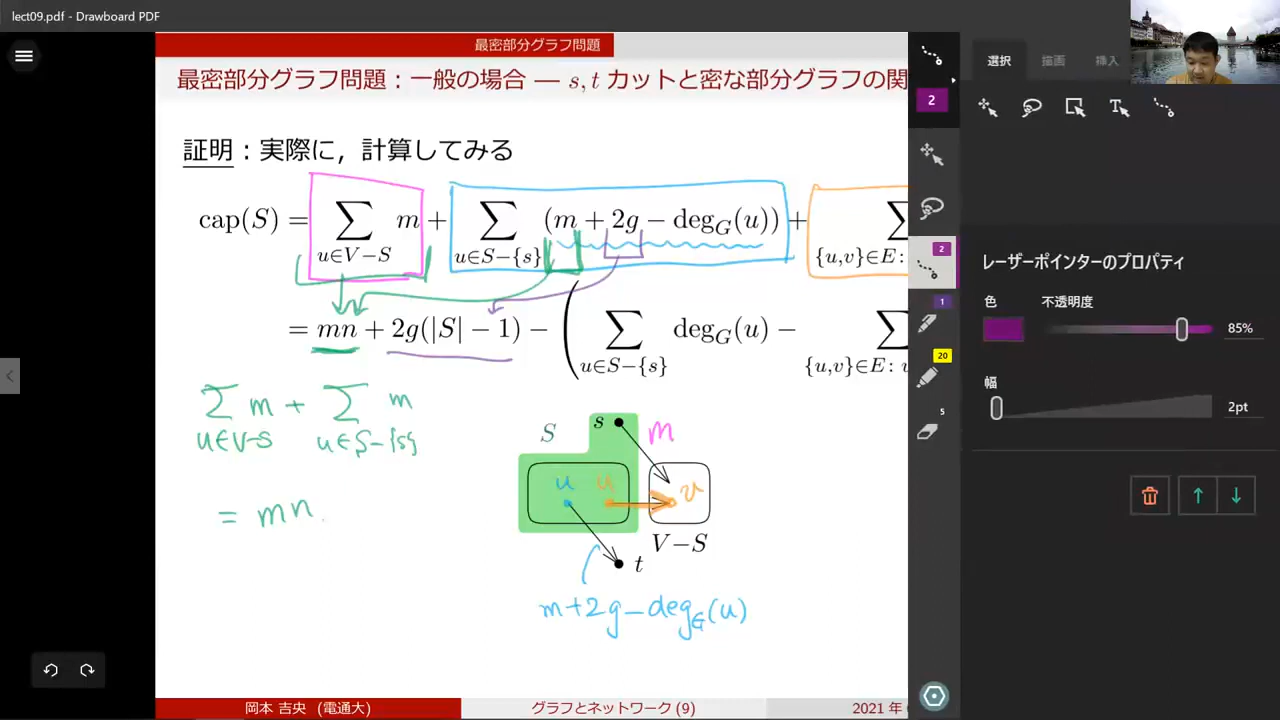 lect09.pdf - Drawboard PDF
最密部分グラフ問題
最密部分グラフ問題：一般の場合 — s, t カットと密な部分グラフの関
証明：実際に，計算してみる
cap(S) = ∑_{u∈V−S} m + ∑_{u∈S−{s}} (m + 2g − deg_G(u)) + ∑_{{u,v}∈E:
= mn + 2g(|S| − 1) − ( ∑_{u∈S−{s}} deg_G(u) − ∑_{{u,v}∈E:
∑_{u∈V−S} m + ∑_{u∈S−{s}} m
= mn.
S s m
u u v
V − S
t
m+2g−deg_G(u)
岡本 吉央 (電通大) グラフとネットワーク (9) 2021 年
2
2
1
20
5
選択 描画 挿入
レーザーポインターのプロパティ
色 不透明度
85%
幅
2pt